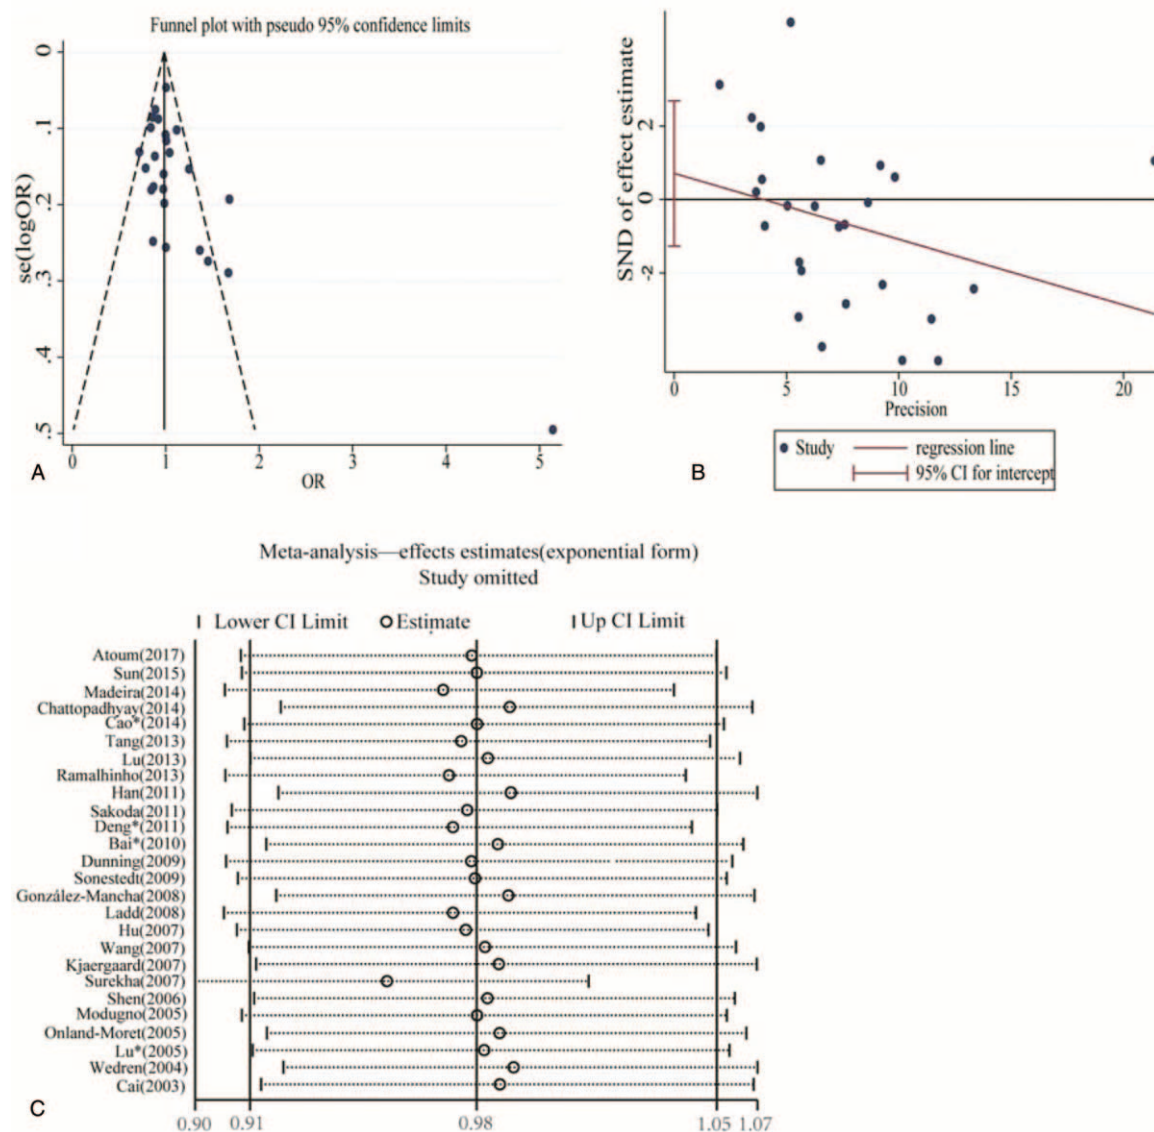 Funnel plot with pseudo 95% confidence limits
se(logOR)
0
.1
.2
.3
.4
.5
0 1 2 3 4 5
OR
A
SND of effect estimate
2
0
-2
0 5 10 15 20
Precision
Study regression line
95% CI for intercept
B
Meta-analysis—effects estimates(exponential form)
Study omitted
Lower CI Limit Estimate Up CI Limit
Atoum(2017)
Sun(2015)
Madeira(2014)
Chattopadhyay(2014)
Cao*(2014)
Tang(2013)
Lu(2013)
Ramalhinho(2013)
Han(2011)
Sakoda(2011)
Deng*(2011)
Bai*(2010)
Dunning(2009)
Sonestedt(2009)
González-Mancha(2008)
Ladd(2008)
Hu(2007)
Wang(2007)
Kjaergaard(2007)
Surekha(2007)
Shen(2006)
Modugno(2005)
Onland-Moret(2005)
Lu*(2005)
Wedren(2004)
Cai(2003)
C
0.90 0.91 0.98 1.05 1.07